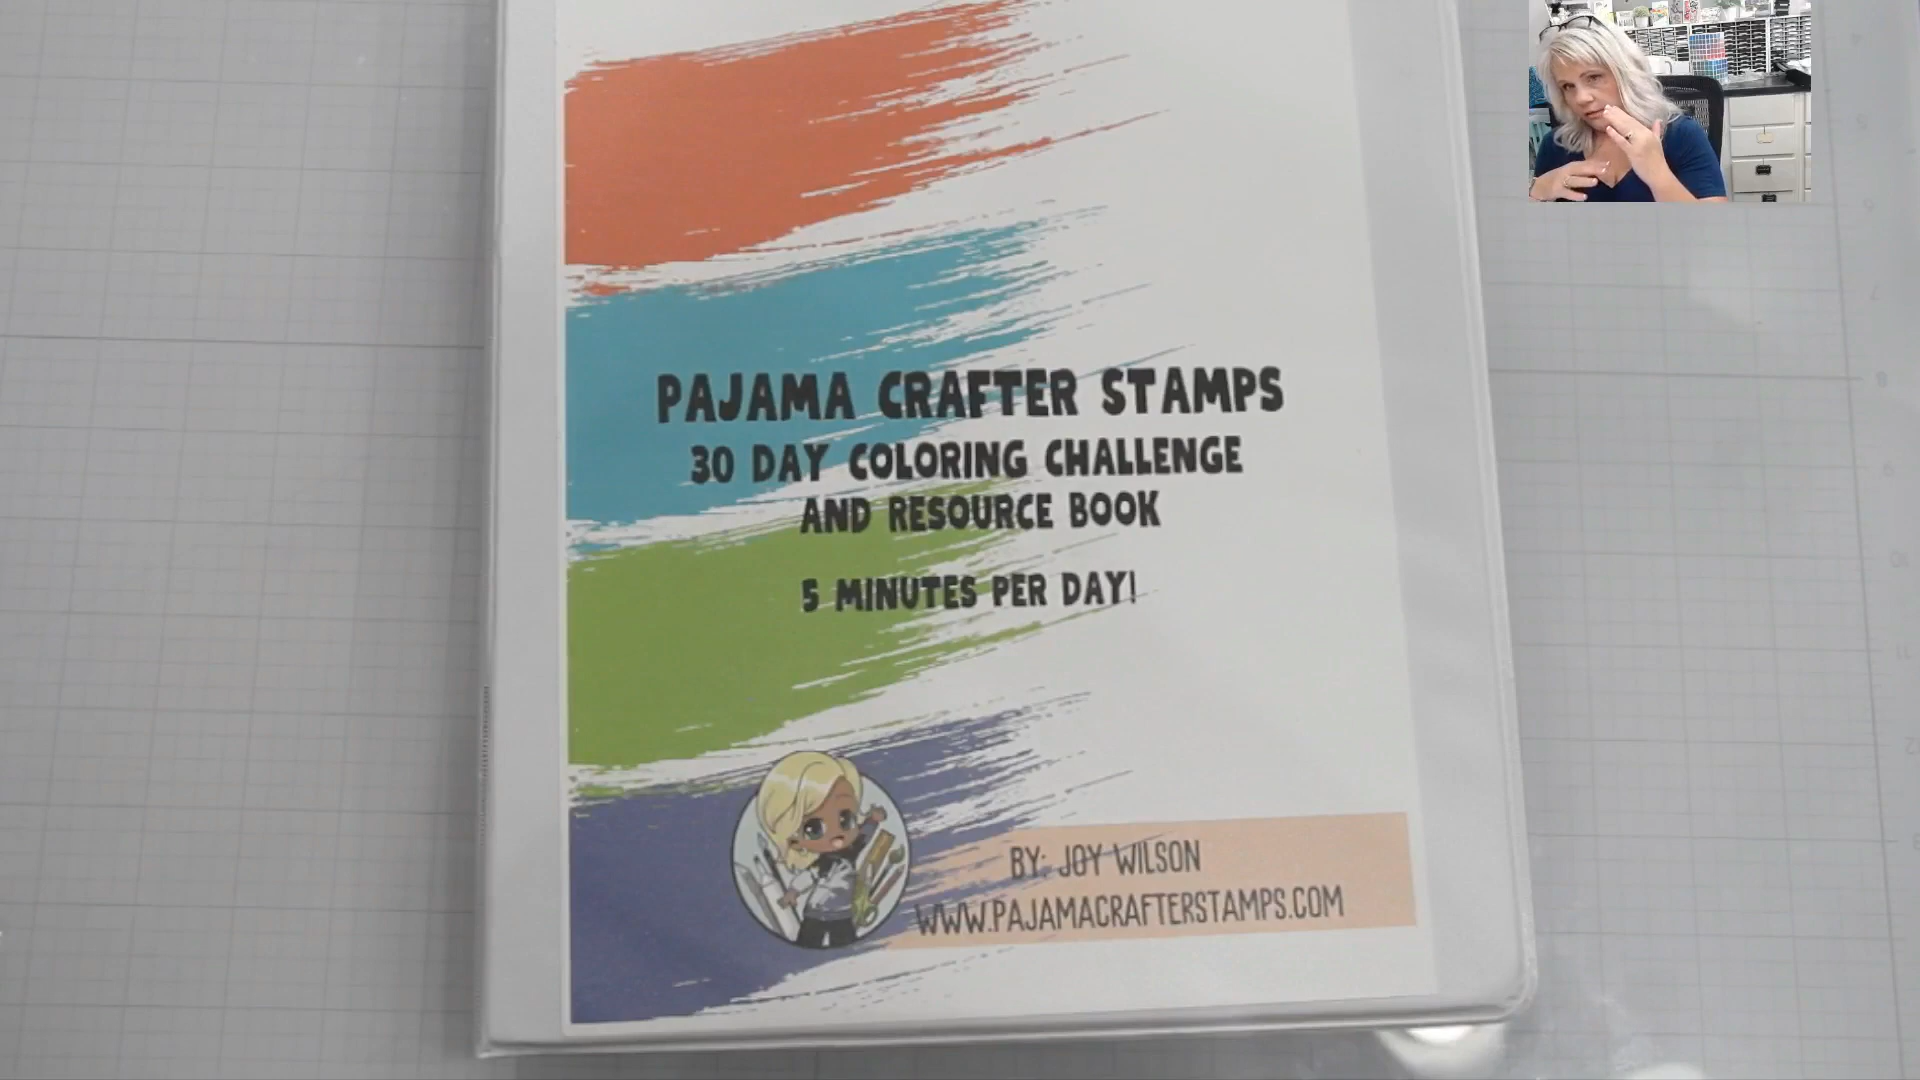 PAJAMA CRAFTER STAMPS
30 DAY COLORING CHALLENGE
AND RESOURCE BOOK
5 MINUTES PER DAY!
BY: JOY WILSON
WWW.PAJAMACRAFTERSTAMPS.COM